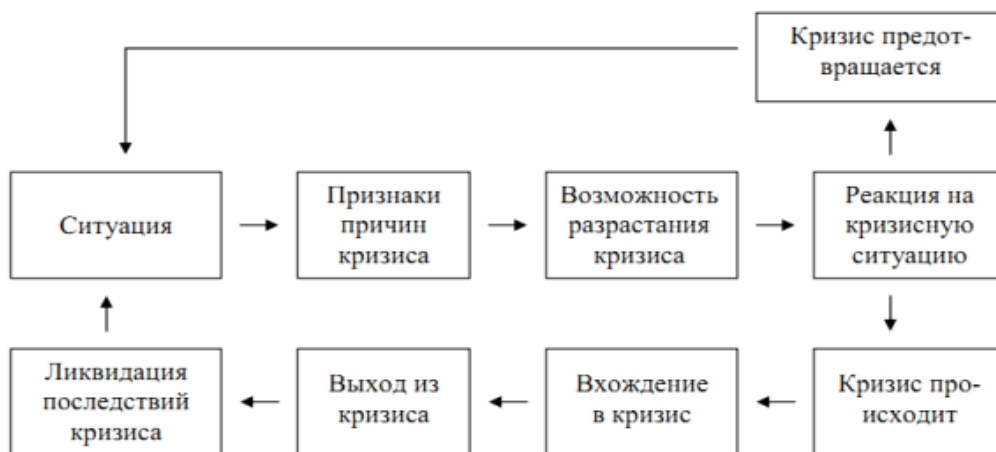 Кризис предот-
вращается
Ситуация
Признаки
причин
кризиса
Возможность
разрастания
кризиса
Реакция на
кризисную
ситуацию
Ликвидация
последствий
кризиса
Выход из
кризиса
Вхождение
в кризис
Кризис про-
исходит